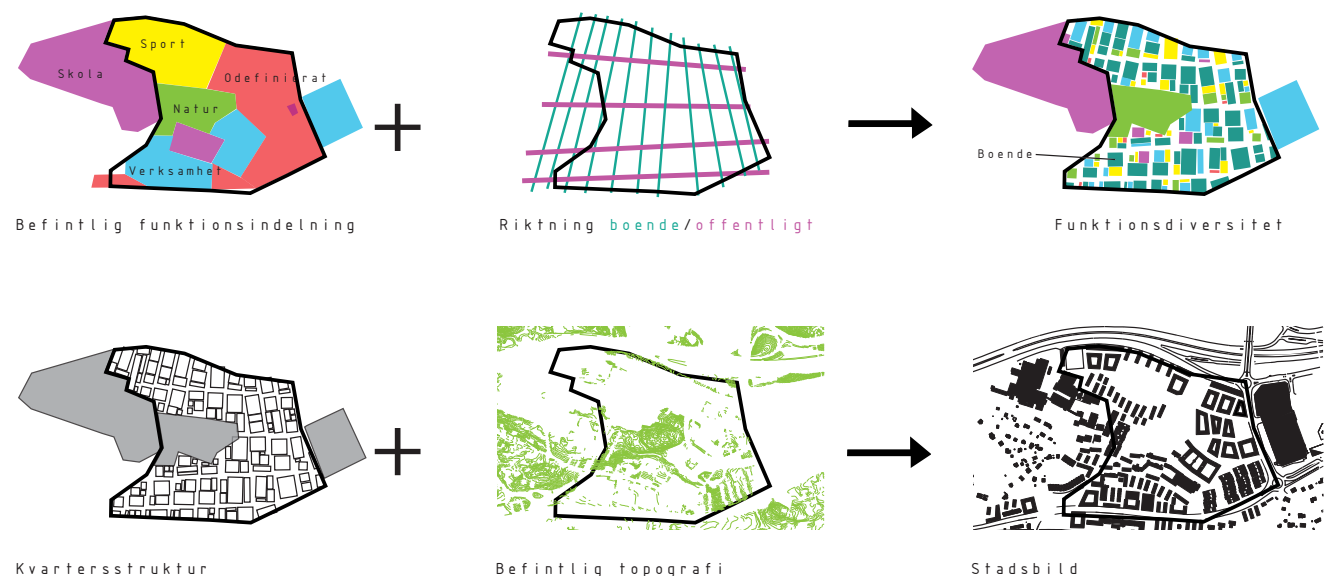 Sport
Skola
Odefinierat
Natur
Verksamhet
Boende
Befintlig funktionsindelning
Riktning boende/offentligt
Funktionsdiversitet
Kvartersstruktur
Befintlig topografi
Stadsbild